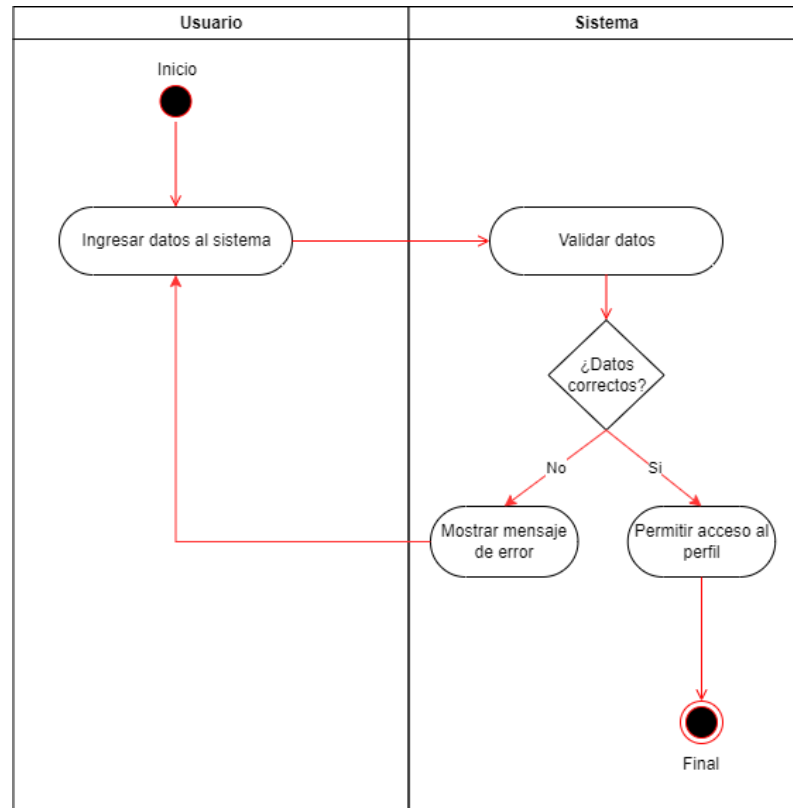 Usuario
Sistema
Inicio
Ingresar datos al sistema
Validar datos
¿Datos
correctos?
No
Si
Mostrar mensaje
de error
Permitir acceso al
perfil
Final